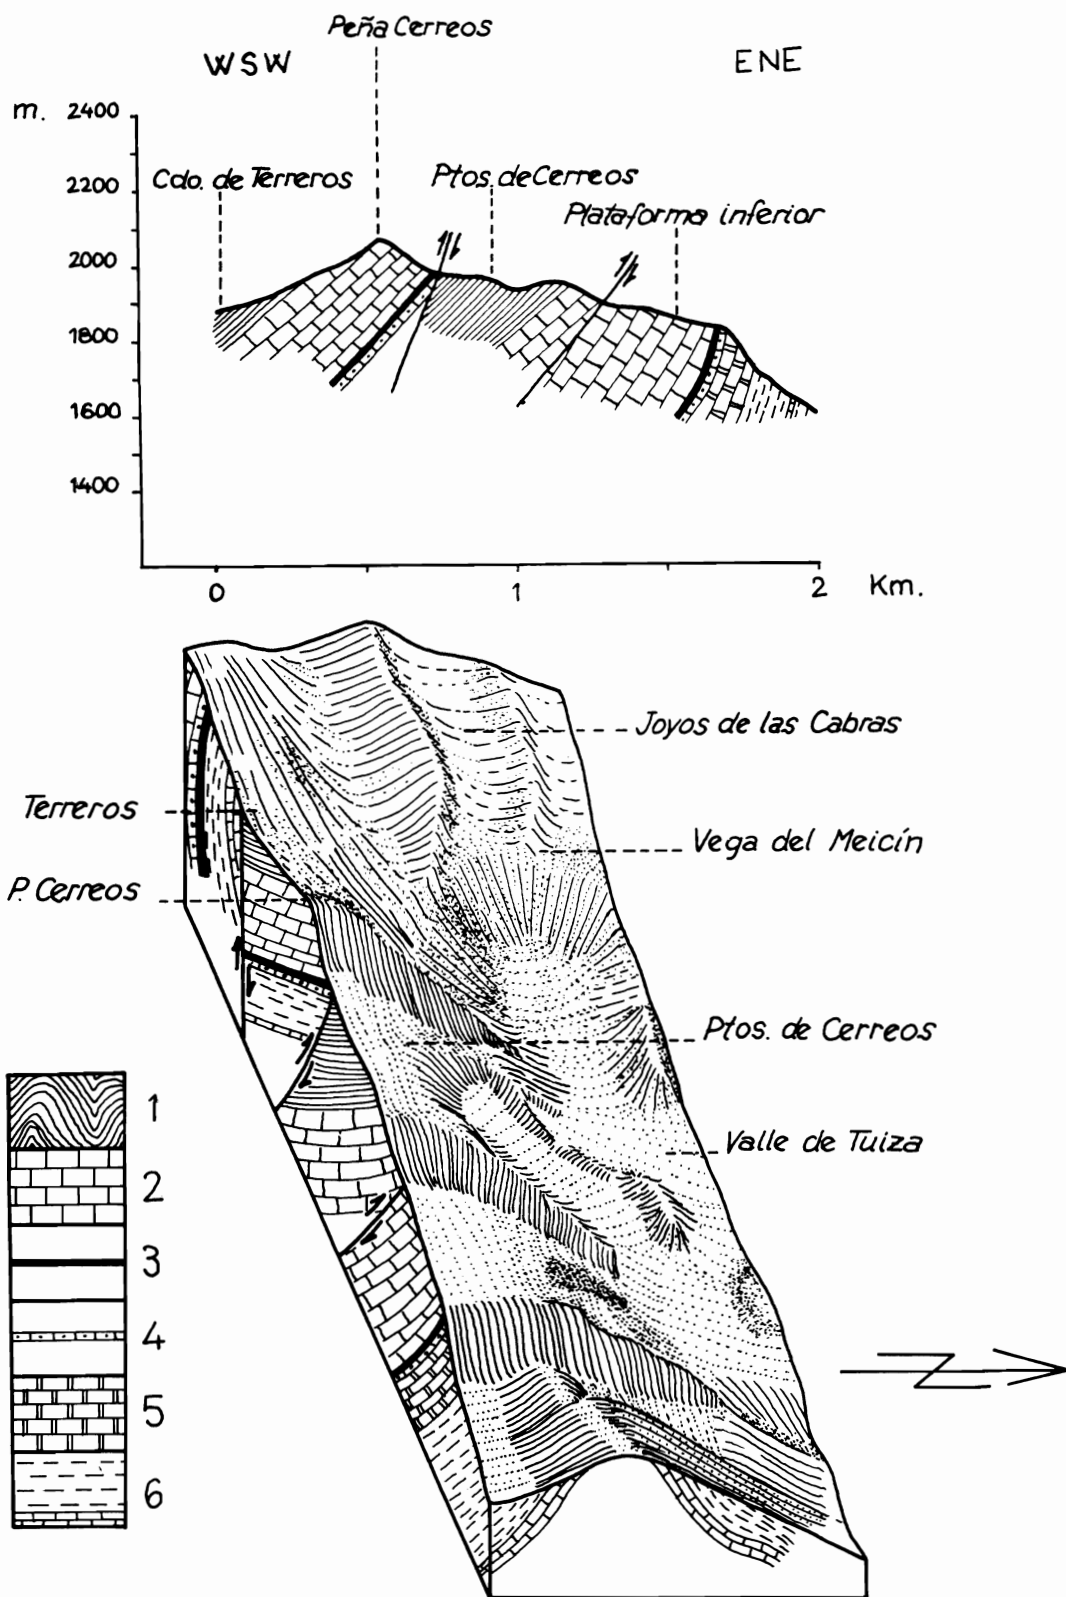 Peña Cerreos
WSW
ENE
m. 2400
Cdo. de Terreros
Ptos. de Cerreos
2200
Plataforma inferior
2000
1800
1600
1400
0 1 2 Km.
Joyos de las Cabras
Terreros
Vega del Meicín
P. Cerreos
Ptos. de Cerreos
1
Valle de Tuiza
2
3
4
N
5
6